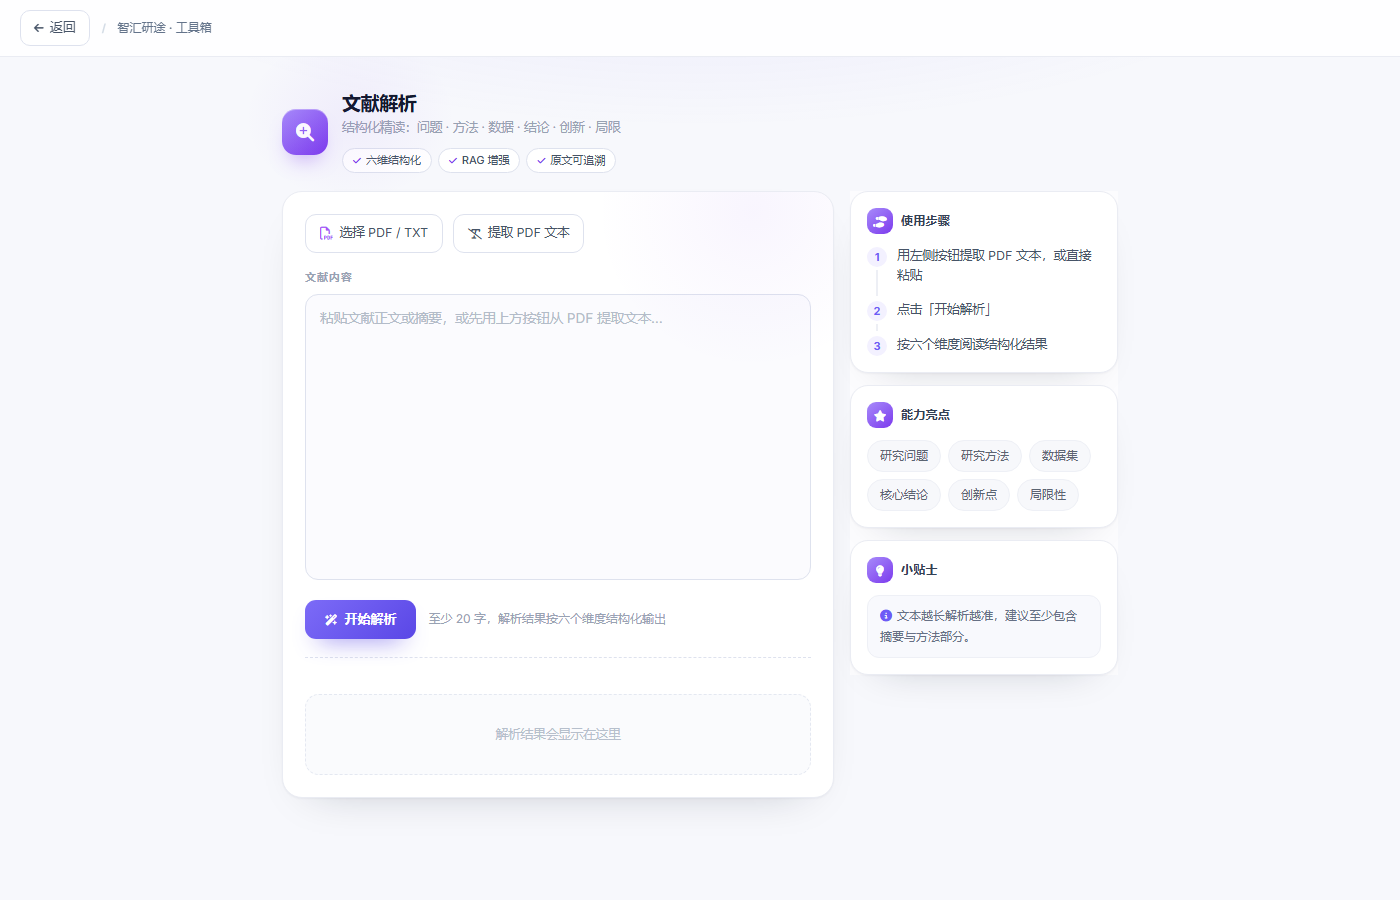 返回 / 智汇研途 · 工具箱
文献解析
结构化精读：问题 · 方法 · 数据 · 结论 · 创新 · 局限
六维结构化 RAG 增强 原文可追溯
选择 PDF / TXT 提取 PDF 文本
文献内容
粘贴文献正文或摘要，或先用上方按钮从 PDF 提取文本...
开始解析 至少 20 字，解析结果按六个维度结构化输出
解析结果会显示在这里
使用步骤
1 用左侧按钮提取 PDF 文本，或直接
粘贴
2 点击「开始解析」
3 按六个维度阅读结构化结果
能力亮点
研究问题 研究方法 数据集
核心结论 创新点 局限性
小贴士
文本越长解析越准，建议至少包含
摘要与方法部分。